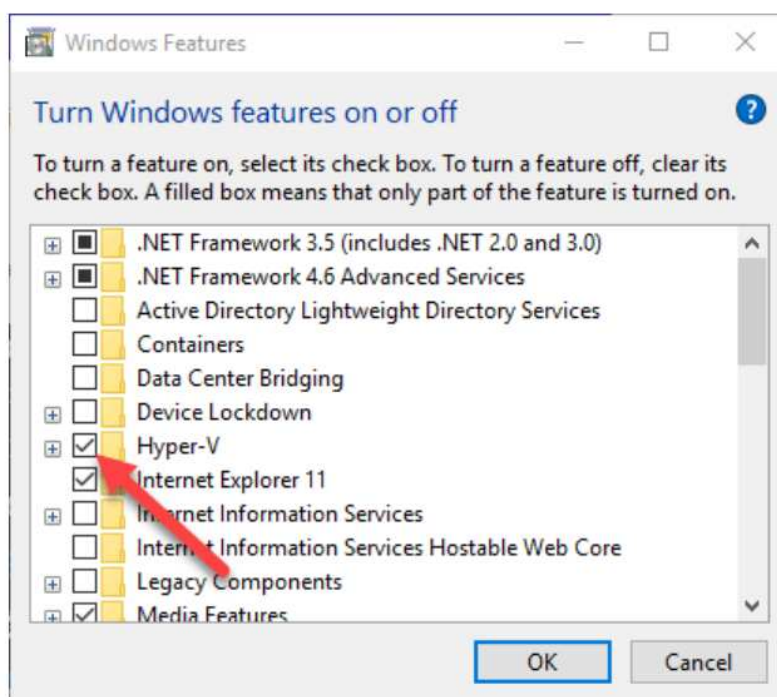 Windows Features
Turn Windows features on or off
To turn a feature on, select its check box. To turn a feature off, clear its
check box. A filled box means that only part of the feature is turned on.
.NET Framework 3.5 (includes .NET 2.0 and 3.0)
.NET Framework 4.6 Advanced Services
Active Directory Lightweight Directory Services
Containers
Data Center Bridging
Device Lockdown
Hyper-V
Internet Explorer 11
Internet Information Services
Internet Information Services Hostable Web Core
Legacy Components
Media Features
OK
Cancel